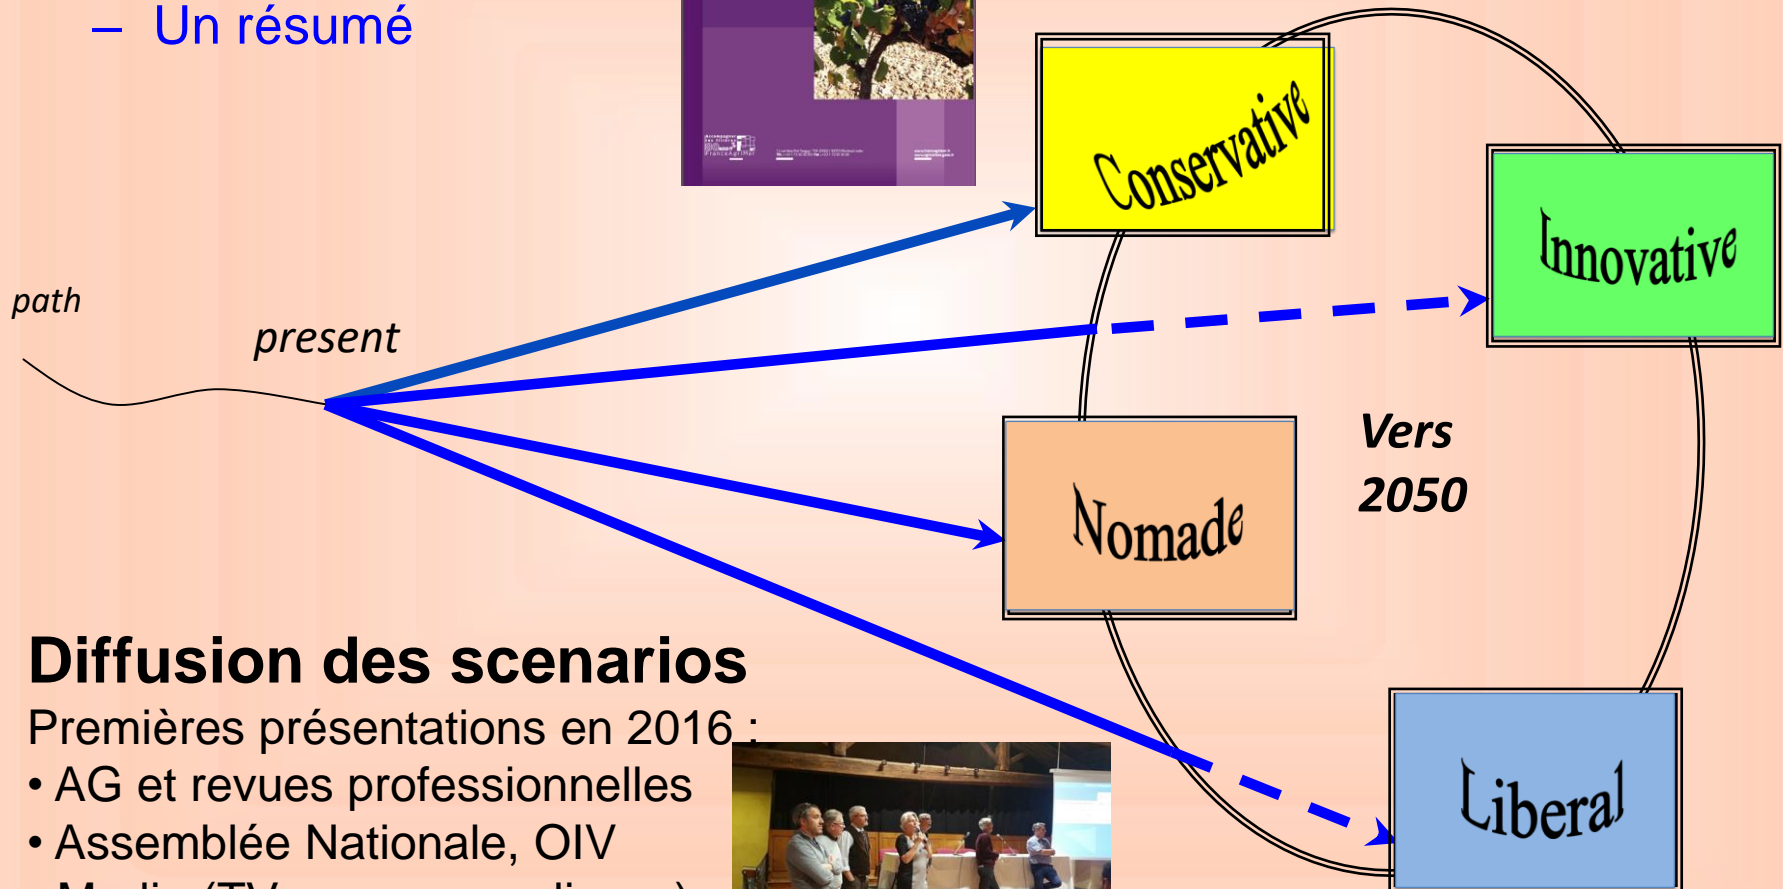 – Un résumé
FranceAgriMer
Conservative
Innovative
path
present
Vers
2050
Nomade
Diffusion des scenarios
Premières présentations en 2016 :
• AG et revues professionnelles
• Assemblée Nationale, OIV
Liberal